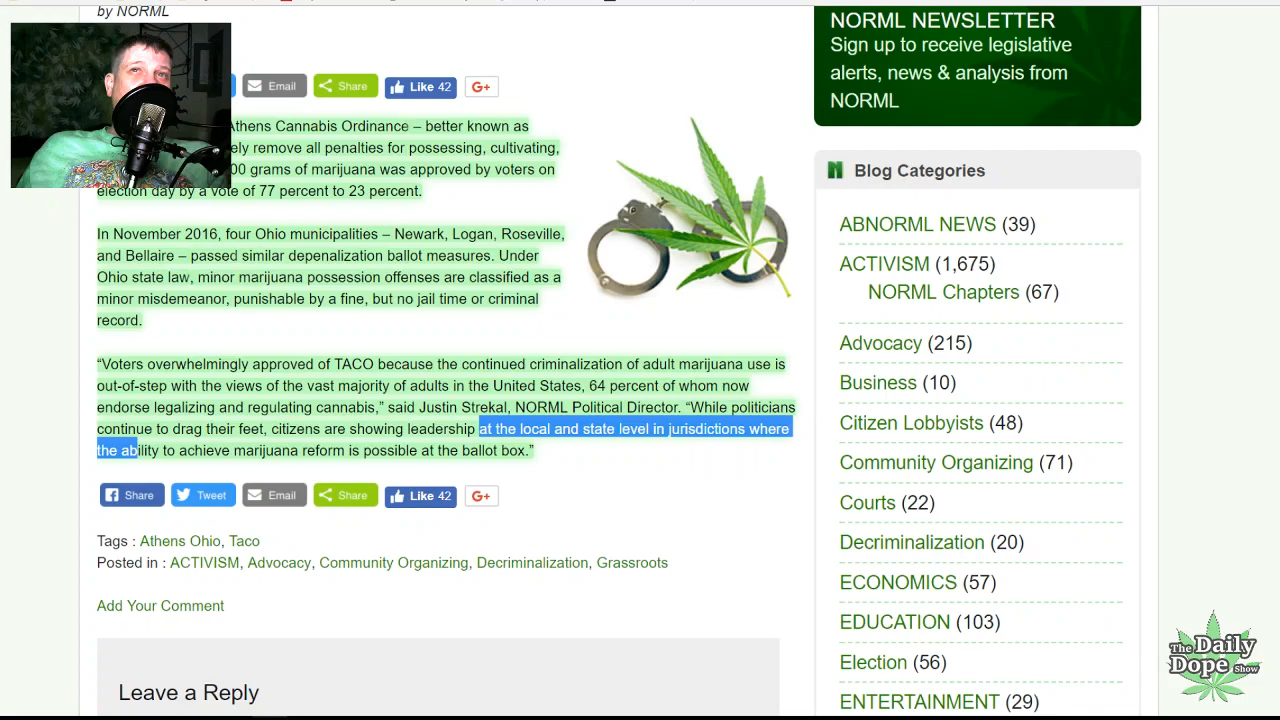 by NORML
Email
Share
Like 42
G+
Athens Cannabis Ordinance – better known as
ely remove all penalties for possessing, cultivating,
00 grams of marijuana was approved by voters on
election day by a vote of 77 percent to 23 percent.
In November 2016, four Ohio municipalities – Newark, Logan, Roseville,
and Bellaire – passed similar depenalization ballot measures. Under
Ohio state law, minor marijuana possession offenses are classified as a
minor misdemeanor, punishable by a fine, but no jail time or criminal
record.
“Voters overwhelmingly approved of TACO because the continued criminalization of adult marijuana use is
out-of-step with the views of the vast majority of adults in the United States, 64 percent of whom now
endorse legalizing and regulating cannabis,” said Justin Strekal, NORML Political Director. “While politicians
continue to drag their feet, citizens are showing leadership at the local and state level in jurisdictions where
the ability to achieve marijuana reform is possible at the ballot box.”
Share
Tweet
Email
Share
Like 42
G+
Tags : Athens Ohio, Taco
Posted in : ACTIVISM, Advocacy, Community Organizing, Decriminalization, Grassroots
Add Your Comment
Leave a Reply
NORML NEWSLETTER
Sign up to receive legislative
alerts, news & analysis from
NORML
Blog Categories
ABNORML NEWS (39)
ACTIVISM (1,675)
NORML Chapters (67)
Advocacy (215)
Business (10)
Citizen Lobbyists (48)
Community Organizing (71)
Courts (22)
Decriminalization (20)
ECONOMICS (57)
EDUCATION (103)
Election (56)
ENTERTAINMENT (29)
The Daily
Dope Show